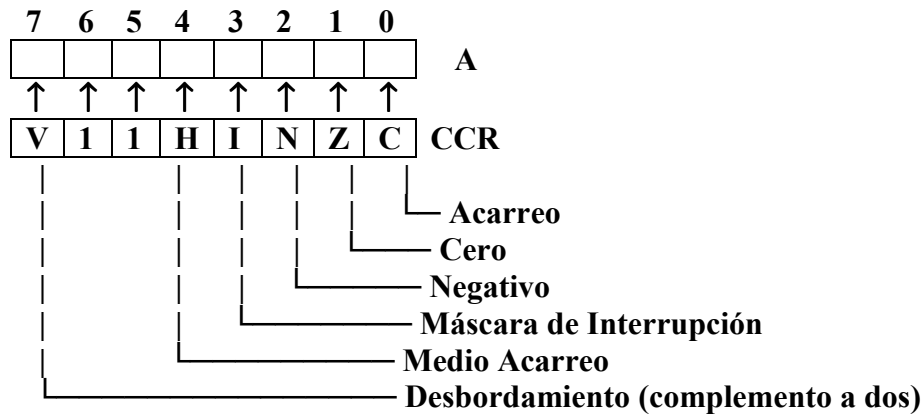 7 6 5 4 3 2 1 0
A
V 1 1 H I N Z C CCR
Acarreo
Cero
Negativo
Máscara de Interrupción
Medio Acarreo
Desbordamiento (complemento a dos)